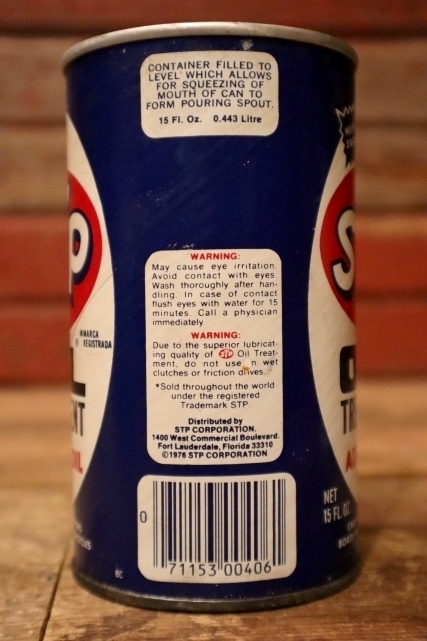 CONTAINER FILLED TO
LEVEL WHICH ALLOWS
FOR SQUEEZING OF
MOUTH OF CAN TO
FORM POURING SPOUT.
15 Fl. Oz. 0.443 Litre
WARNING:
May cause eye irritation.
Avoid contact with eyes.
Wash thoroughly after han-
dling. In case of contact
flush eyes with water for 15
minutes. Call a physician
immediately.
WARNING:
Due to the superior lubricat-
ing quality of STP Oil Treat-
ment, do not use n wet
clutches or friction drives.
*Sold throughout the world
under the registered
Trademark STP.
Distributed by
STP CORPORATION.
1400 West Commercial Boulevard.
Fort Lauderdale, Florida 33310
©1976 STP CORPORATION
0
71153 00406
MARCA
REGISTRADA
P
L
NT
OIL
S
O
TR
NET
15 FL. OZ.